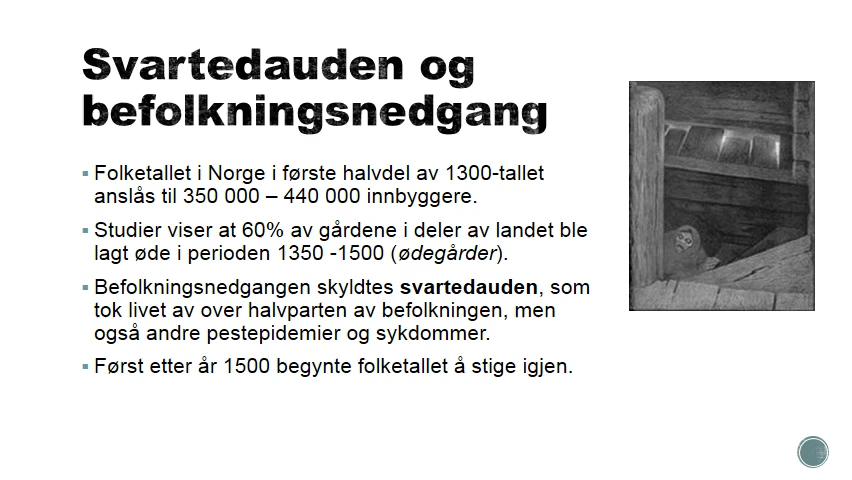 Svartedauden og
befolkningsnedgang
▪ Folketallet i Norge i første halvdel av 1300-tallet
anslås til 350 000 – 440 000 innbyggere.
▪ Studier viser at 60% av gårdene i deler av landet ble
lagt øde i perioden 1350 -1500 (ødegårder).
▪ Befolkningsnedgangen skyldtes svartedauden, som
tok livet av over halvparten av befolkningen, men
også andre pestepidemier og sykdommer.
▪ Først etter år 1500 begynte folketallet å stige igjen.